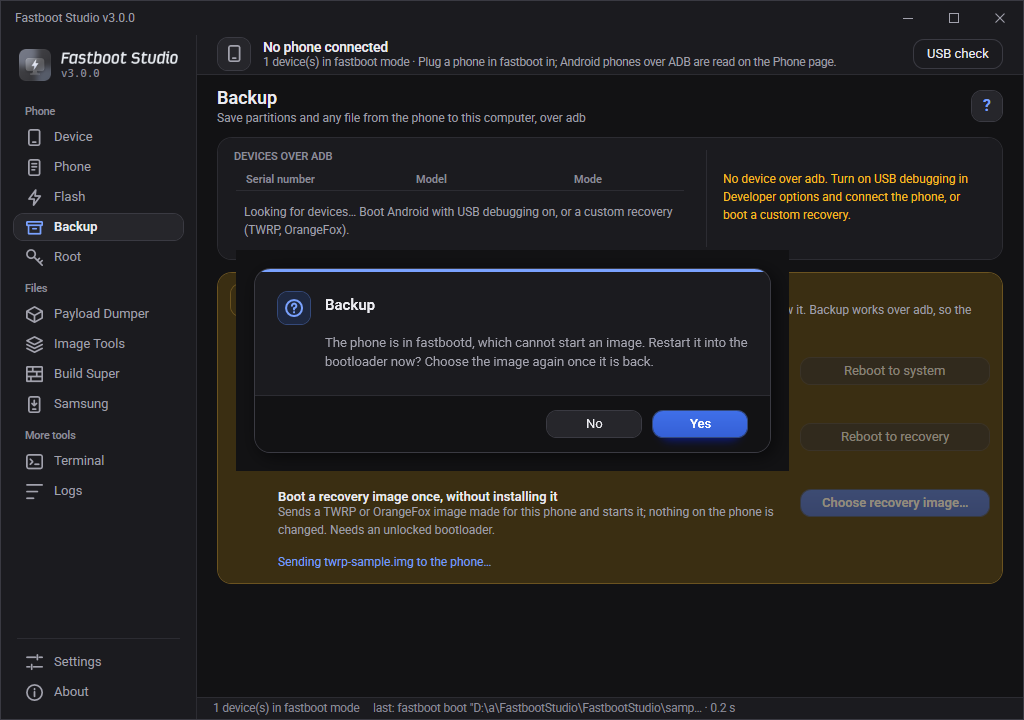 Fastboot Studio v3.0.0
Fastboot Studio
v3.0.0
Phone
Device
Phone
Flash
Backup
Root
Files
Payload Dumper
Image Tools
Build Super
Samsung
More tools
Terminal
Logs
Settings
About
No phone connected
1 device(s) in fastboot mode · Plug a phone in fastboot in; Android phones over ADB are read on the Phone page.
USB check
Backup
Save partitions and any file from the phone to this computer, over adb
?
DEVICES OVER ADB
Serial number Model Mode
Looking for devices… Boot Android with USB debugging on, or a custom recovery
(TWRP, OrangeFox).
No device over adb. Turn on USB debugging in
Developer options and connect the phone, or
boot a custom recovery.
it. Backup works over adb, so the
Reboot to system
Reboot to recovery
Backup
The phone is in fastbootd, which cannot start an image. Restart it into the
bootloader now? Choose the image again once it is back.
No
Yes
Boot a recovery image once, without installing it
Sends a TWRP or OrangeFox image made for this phone and starts it; nothing on the phone is
changed. Needs an unlocked bootloader.
Choose recovery image…
Sending twrp-sample.img to the phone…
1 device(s) in fastboot mode last: fastboot boot "D:\a\FastbootStudio\FastbootStudio\samp… · 0.2 s